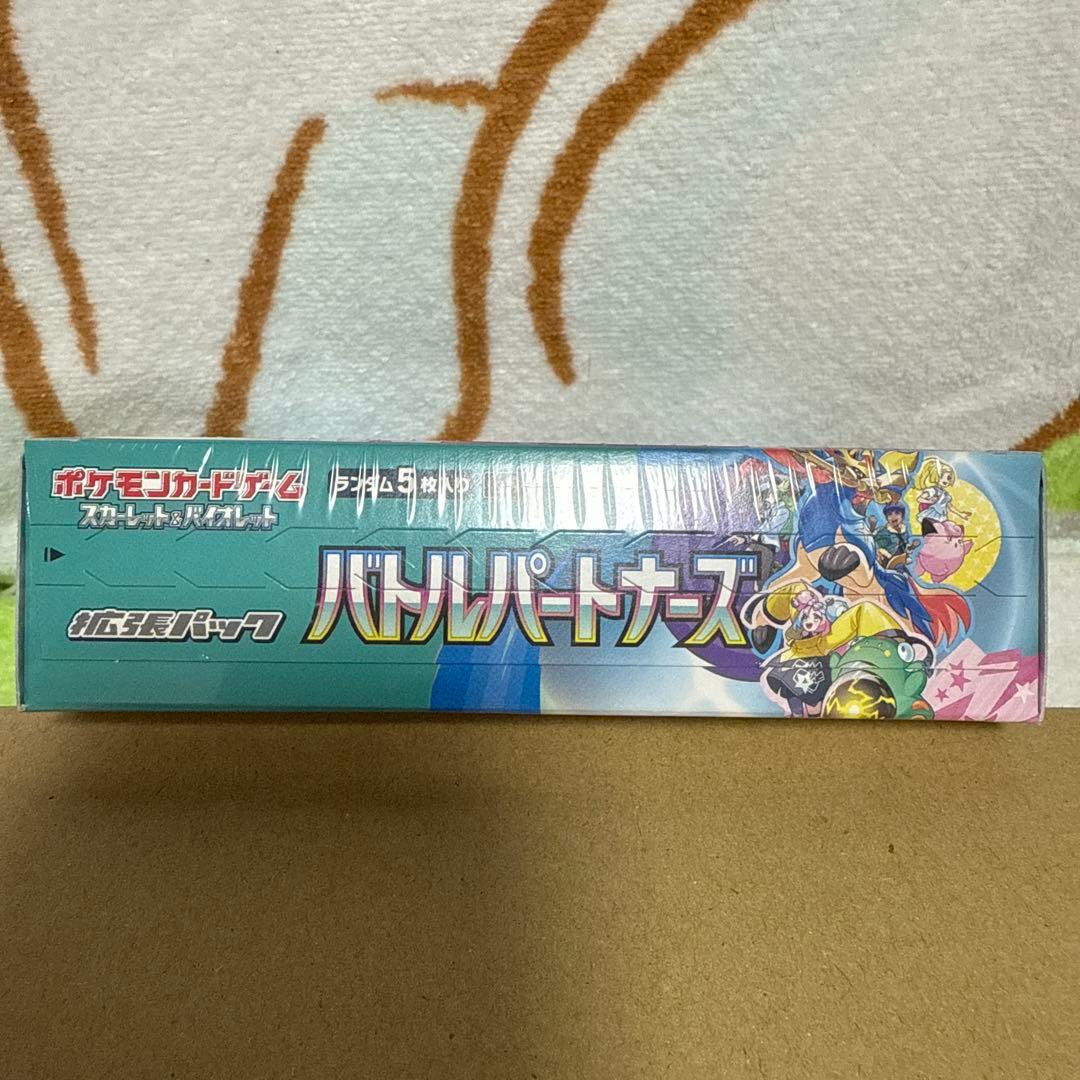 ポケモンカードゲーム
スカーレット&バイオレット
ランダム5枚入り
拡張パック
バトルパートナーズ